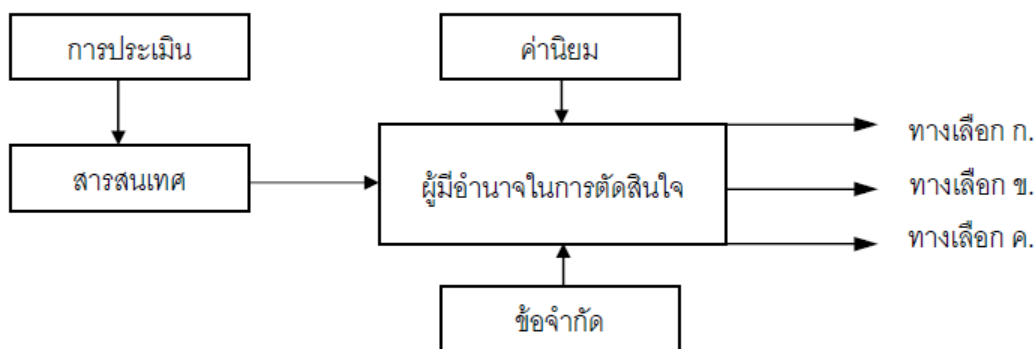 การประเมิน
ค่านิยม
สารสนเทศ
ผู้มีอำนาจในการตัดสินใจ
ทางเลือก ก.
ทางเลือก ข.
ทางเลือก ค.
ข้อจำกัด